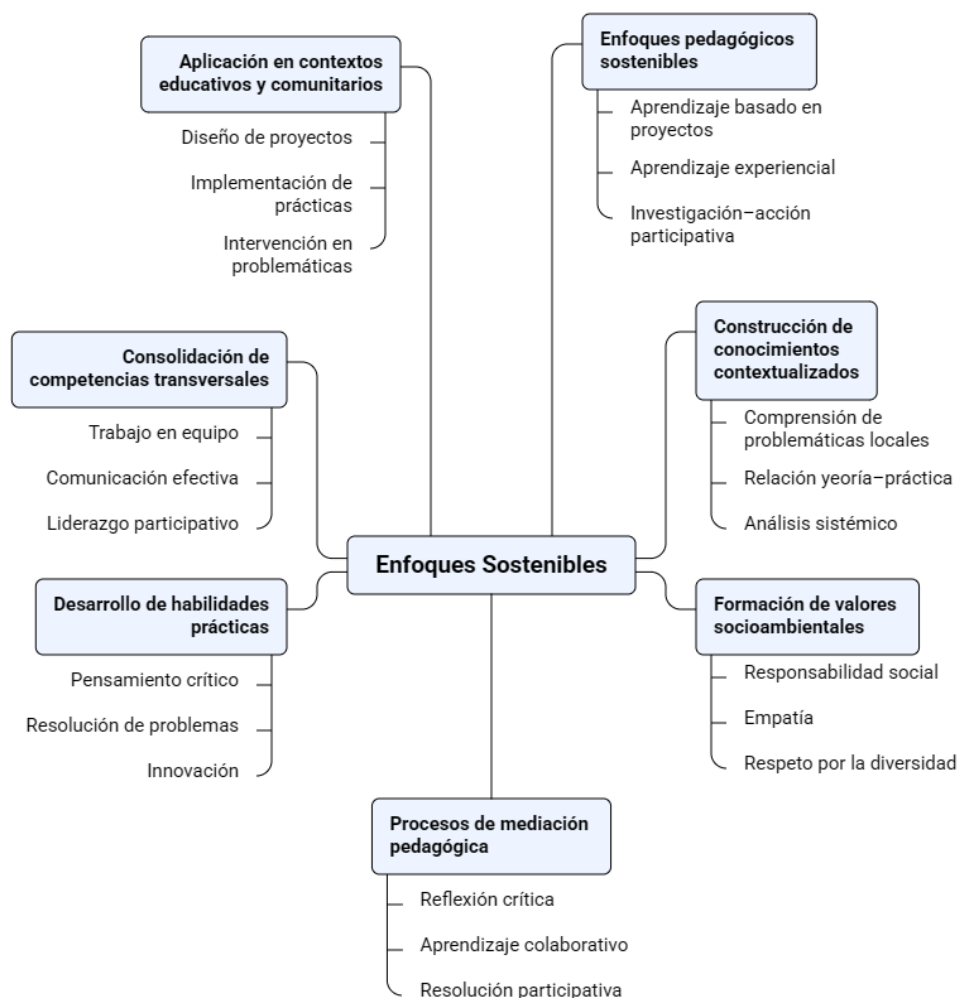 Aplicación en contextos
educativos y comunitarios
Diseño de proyectos
Implementación de
prácticas
Intervención en
problemáticas
Enfoques pedagógicos
sostenibles
Aprendizaje basado en
proyectos
Aprendizaje experiencial
Investigación–acción
participativa
Consolidación de
competencias transversales
Trabajo en equipo
Comunicación efectiva
Liderazgo participativo
Construcción de
conocimientos
contextualizados
Comprensión de
problemáticas locales
Relación yeoría–práctica
Análisis sistémico
Enfoques Sostenibles
Desarrollo de habilidades
prácticas
Pensamiento crítico
Resolución de problemas
Innovación
Formación de valores
socioambientales
Responsabilidad social
Empatía
Respeto por la diversidad
Procesos de mediación
pedagógica
Reflexión crítica
Aprendizaje colaborativo
Resolución participativa